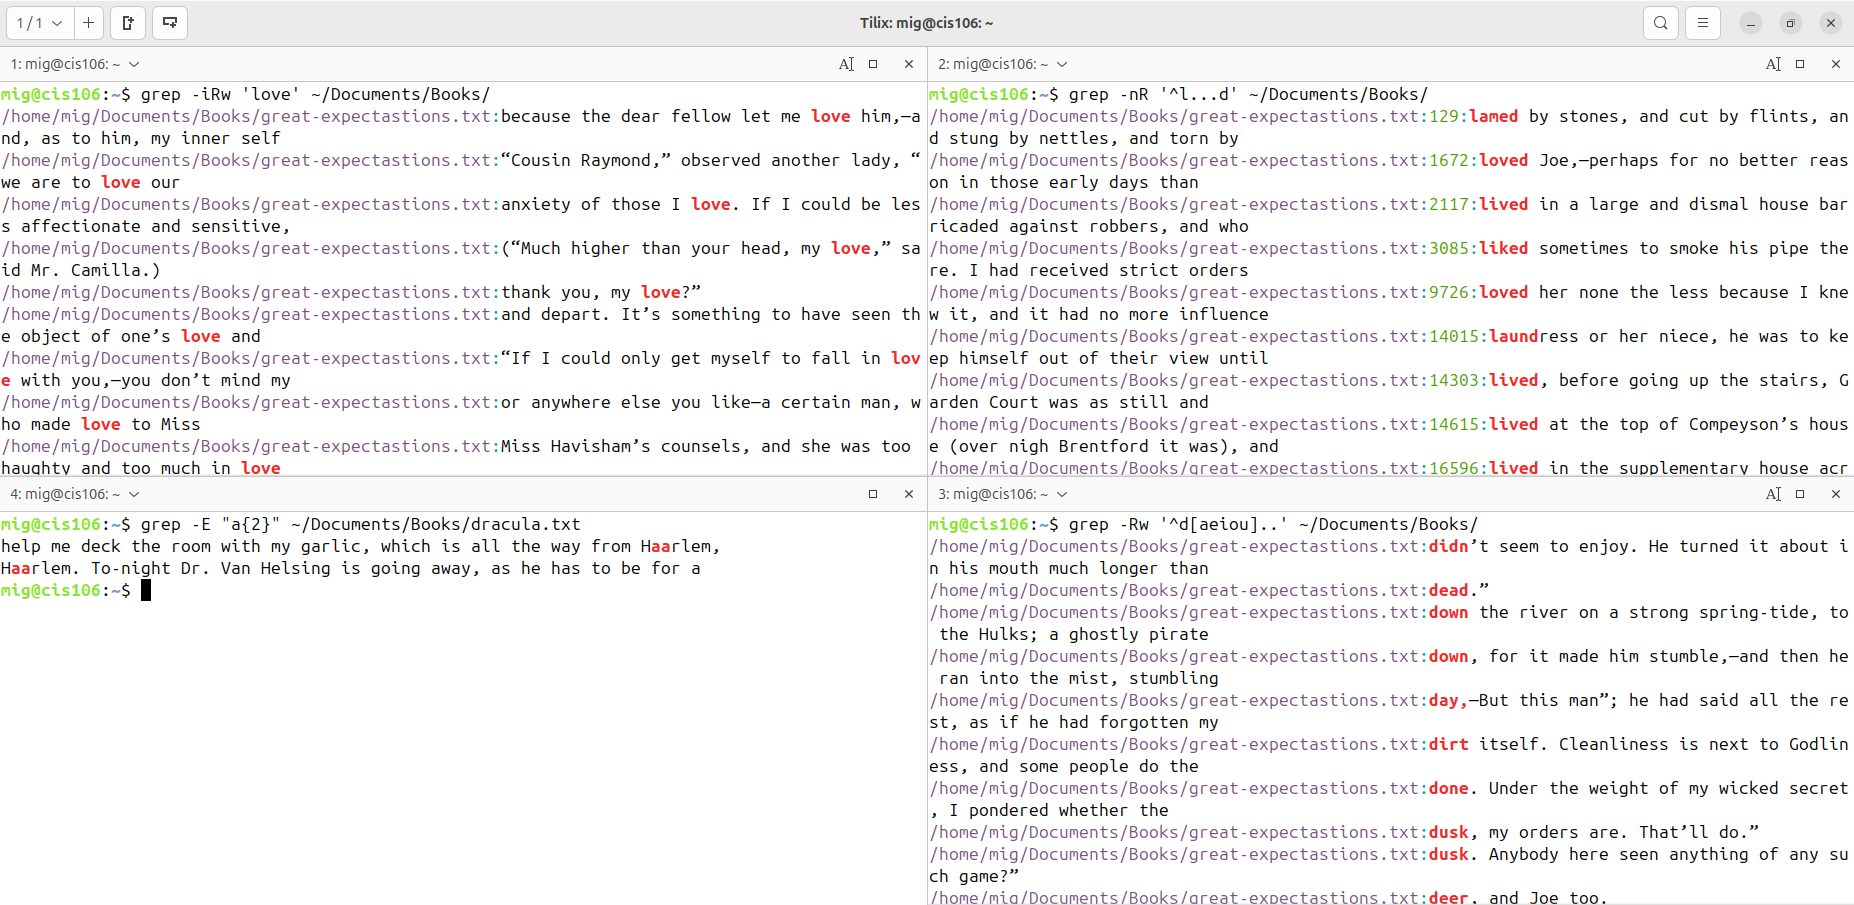 1 / 1
Tilix: mig@cis106: ~
1: mig@cis106: ~
mig@cis106:~$ grep -iRw 'love' ~/Documents/Books/
/home/mig/Documents/Books/great-expectastions.txt:because the dear fellow let me love him,—a
nd, as to him, my inner self
/home/mig/Documents/Books/great-expectastions.txt:“Cousin Raymond,” observed another lady, “
we are to love our
/home/mig/Documents/Books/great-expectastions.txt:anxiety of those I love. If I could be les
s affectionate and sensitive,
/home/mig/Documents/Books/great-expectastions.txt:(“Much higher than your head, my love,” sa
id Mr. Camilla.)
/home/mig/Documents/Books/great-expectastions.txt:thank you, my love?”
/home/mig/Documents/Books/great-expectastions.txt:and depart. It’s something to have seen th
e object of one’s love and
/home/mig/Documents/Books/great-expectastions.txt:“If I could only get myself to fall in lov
e with you,—you don’t mind my
/home/mig/Documents/Books/great-expectastions.txt:or anywhere else you like—a certain man, w
ho made love to Miss
/home/mig/Documents/Books/great-expectastions.txt:Miss Havisham’s counsels, and she was too
haughty and too much in love
2: mig@cis106: ~
mig@cis106:~$ grep -nR '^l...d' ~/Documents/Books/
/home/mig/Documents/Books/great-expectastions.txt:129:lamed by stones, and cut by flints, an
d stung by nettles, and torn by
/home/mig/Documents/Books/great-expectastions.txt:1672:loved Joe,—perhaps for no better reas
on in those early days than
/home/mig/Documents/Books/great-expectastions.txt:2117:lived in a large and dismal house bar
ricaded against robbers, and who
/home/mig/Documents/Books/great-expectastions.txt:3085:liked sometimes to smoke his pipe the
re. I had received strict orders
/home/mig/Documents/Books/great-expectastions.txt:9726:loved her none the less because I kne
w it, and it had no more influence
/home/mig/Documents/Books/great-expectastions.txt:14015:laundress or her niece, he was to ke
ep himself out of their view until
/home/mig/Documents/Books/great-expectastions.txt:14303:lived, before going up the stairs, G
arden Court was as still and
/home/mig/Documents/Books/great-expectastions.txt:14615:lived at the top of Compeyson’s hous
e (over nigh Brentford it was), and
/home/mig/Documents/Books/great-expectastions.txt:16596:lived in the supplementary house acr
4: mig@cis106: ~
mig@cis106:~$ grep -E "a{2}" ~/Documents/Books/dracula.txt
help me deck the room with my garlic, which is all the way from Haarlem,
Haarlem. To-night Dr. Van Helsing is going away, as he has to be for a
mig@cis106:~$
3: mig@cis106: ~
mig@cis106:~$ grep -Rw '^d[aeiou]..' ~/Documents/Books/
/home/mig/Documents/Books/great-expectastions.txt:didn’t seem to enjoy. He turned it about i
n his mouth much longer than
/home/mig/Documents/Books/great-expectastions.txt:dead.”
/home/mig/Documents/Books/great-expectastions.txt:down the river on a strong spring-tide, to
the Hulks; a ghostly pirate
/home/mig/Documents/Books/great-expectastions.txt:down, for it made him stumble,—and then he
ran into the mist, stumbling
/home/mig/Documents/Books/great-expectastions.txt:day,—But this man”; he had said all the re
st, as if he had forgotten my
/home/mig/Documents/Books/great-expectastions.txt:dirt itself. Cleanliness is next to Godlin
ess, and some people do the
/home/mig/Documents/Books/great-expectastions.txt:done. Under the weight of my wicked secret
, I pondered whether the
/home/mig/Documents/Books/great-expectastions.txt:dusk, my orders are. That’ll do.”
/home/mig/Documents/Books/great-expectastions.txt:dusk. Anybody here seen anything of any su
ch game?”
/home/mig/Documents/Books/great-expectastions.txt:deer, and Joe too.